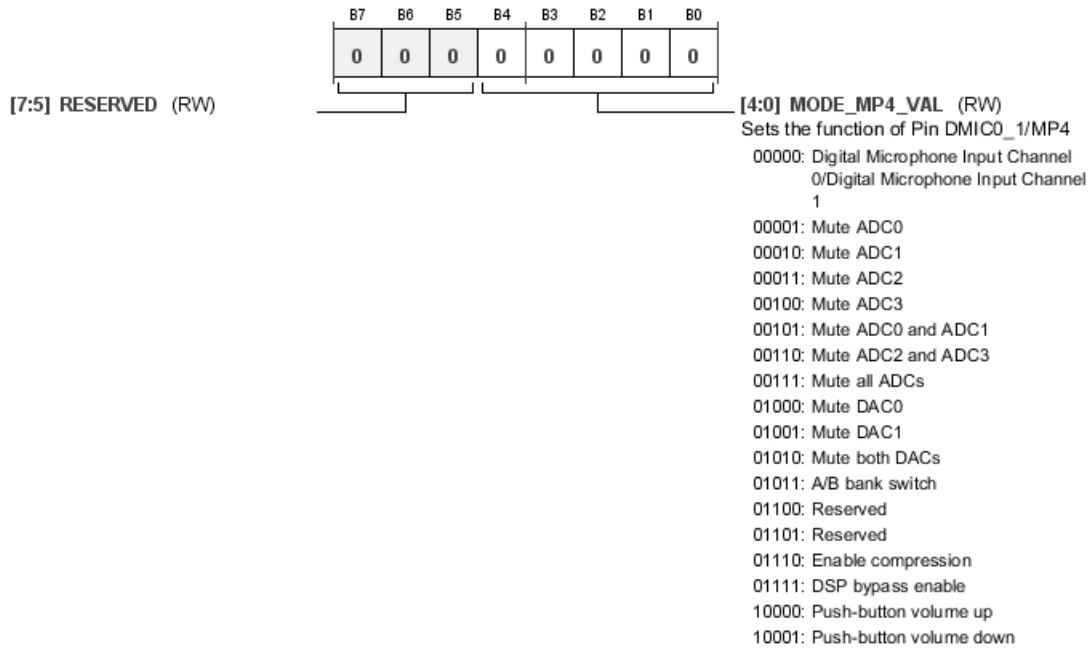 B7 B6 B5 B4 B3 B2 B1 B0
0 0 0 0 0 0 0 0
[7:5] RESERVED (RW)
[4:0] MODE_MP4_VAL (RW)
Sets the function of Pin DMIC0_1/MP4
00000: Digital Microphone Input Channel
0/Digital Microphone Input Channel
1
00001: Mute ADC0
00010: Mute ADC1
00011: Mute ADC2
00100: Mute ADC3
00101: Mute ADC0 and ADC1
00110: Mute ADC2 and ADC3
00111: Mute all ADCs
01000: Mute DAC0
01001: Mute DAC1
01010: Mute both DACs
01011: A/B bank switch
01100: Reserved
01101: Reserved
01110: Enable compression
01111: DSP bypass enable
10000: Push-button volume up
10001: Push-button volume down